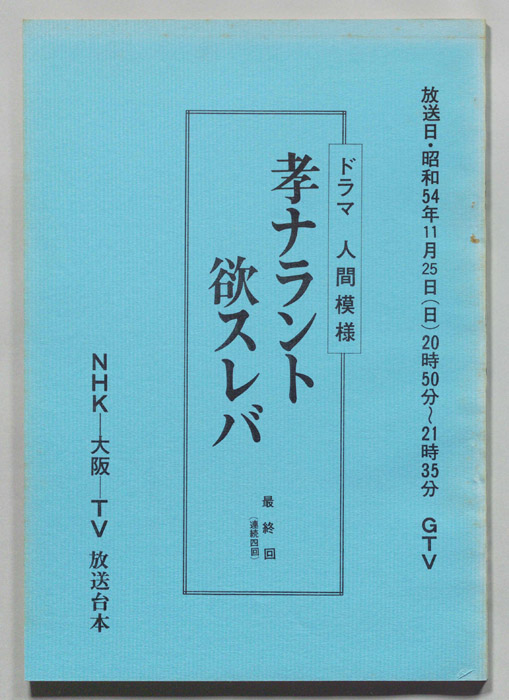 放送日・昭和54年11月25日(日)20時50分〜21時35分 GTV
ドラマ 人間模様
孝ナラント
欲スレバ
最終回
(連続四回)
NHK―大阪―TV 放送台本